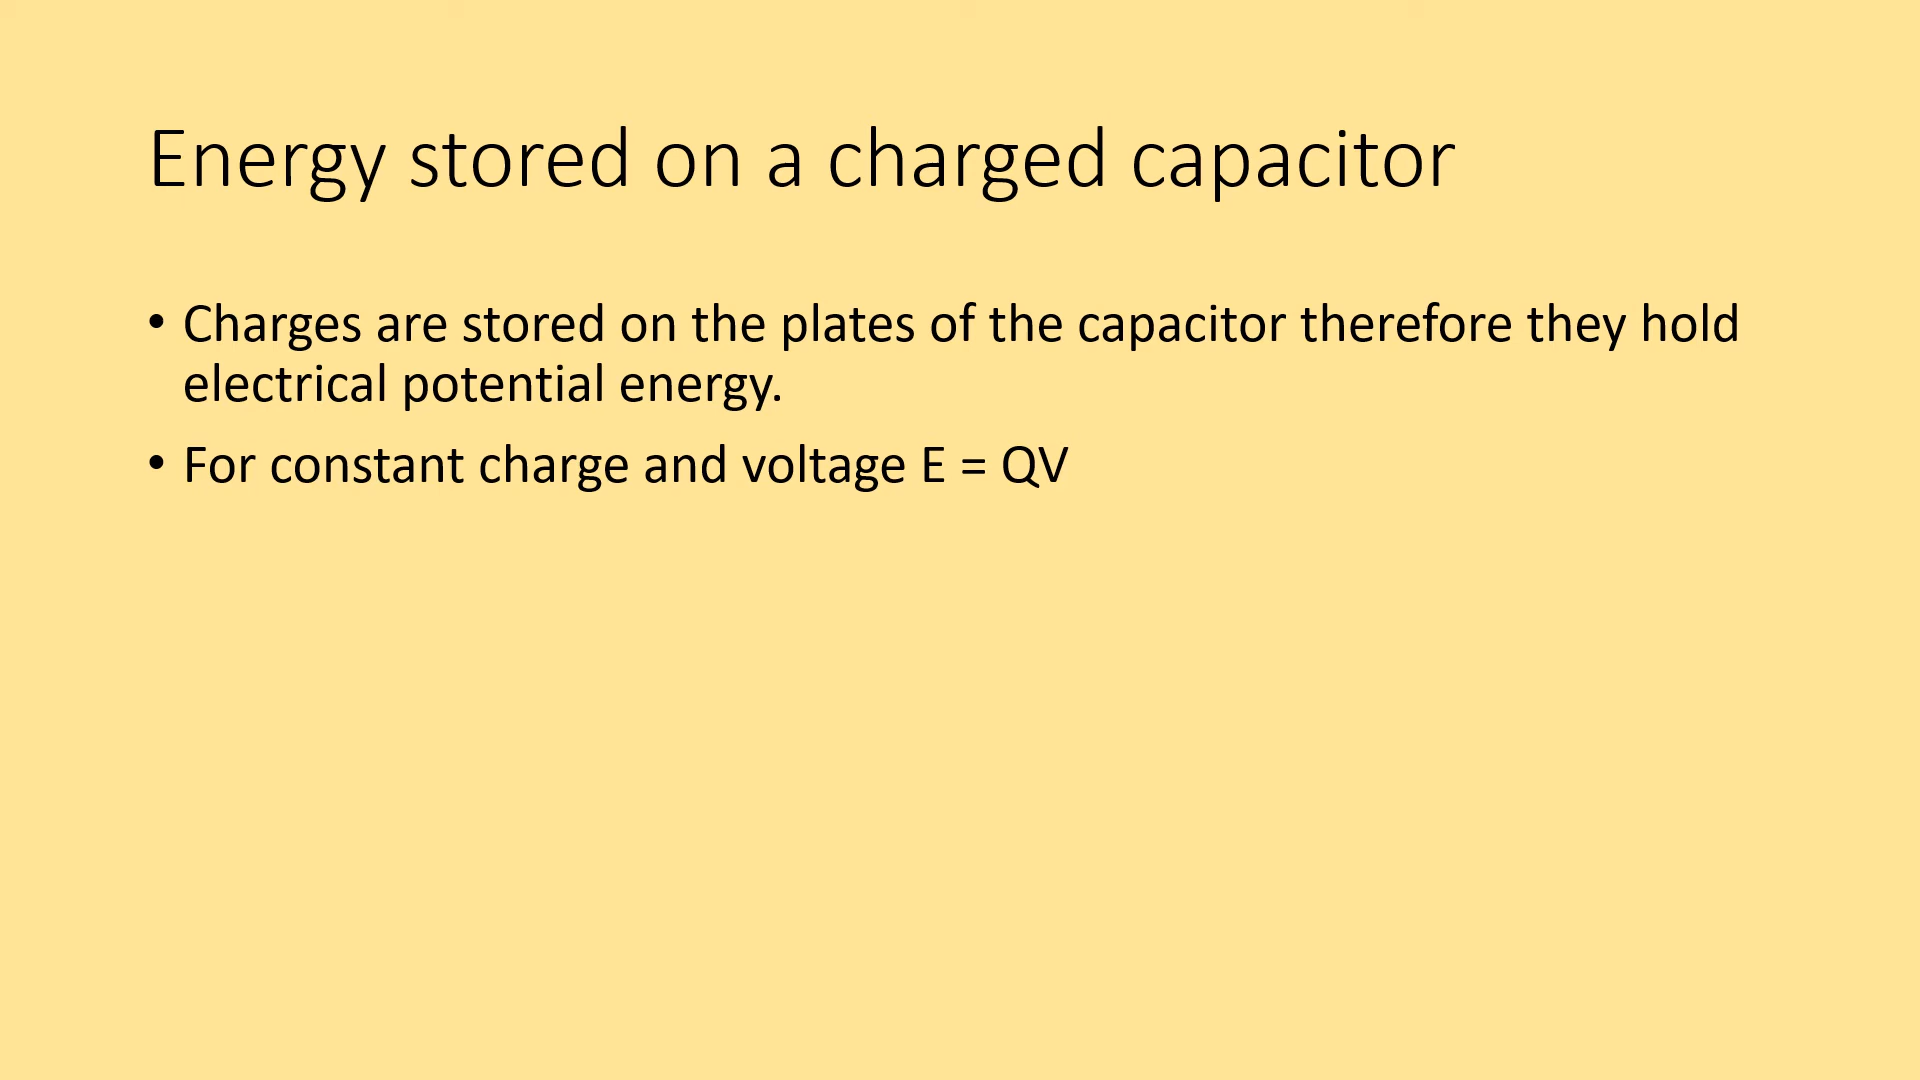 Energy stored on a charged capacitor
• Charges are stored on the plates of the capacitor therefore they hold
electrical potential energy.
• For constant charge and voltage E = QV